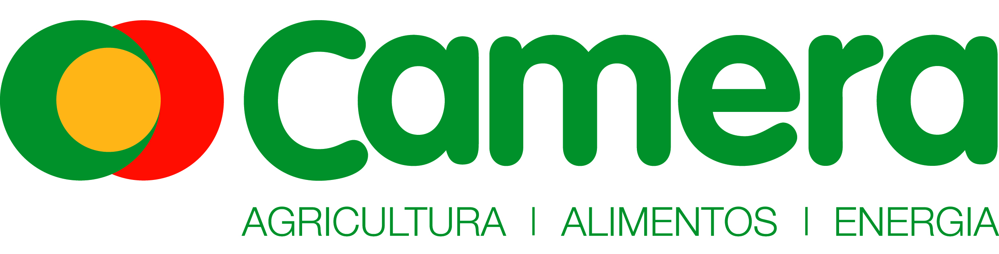 Camera
AGRICULTURA | ALIMENTOS | ENERGIA